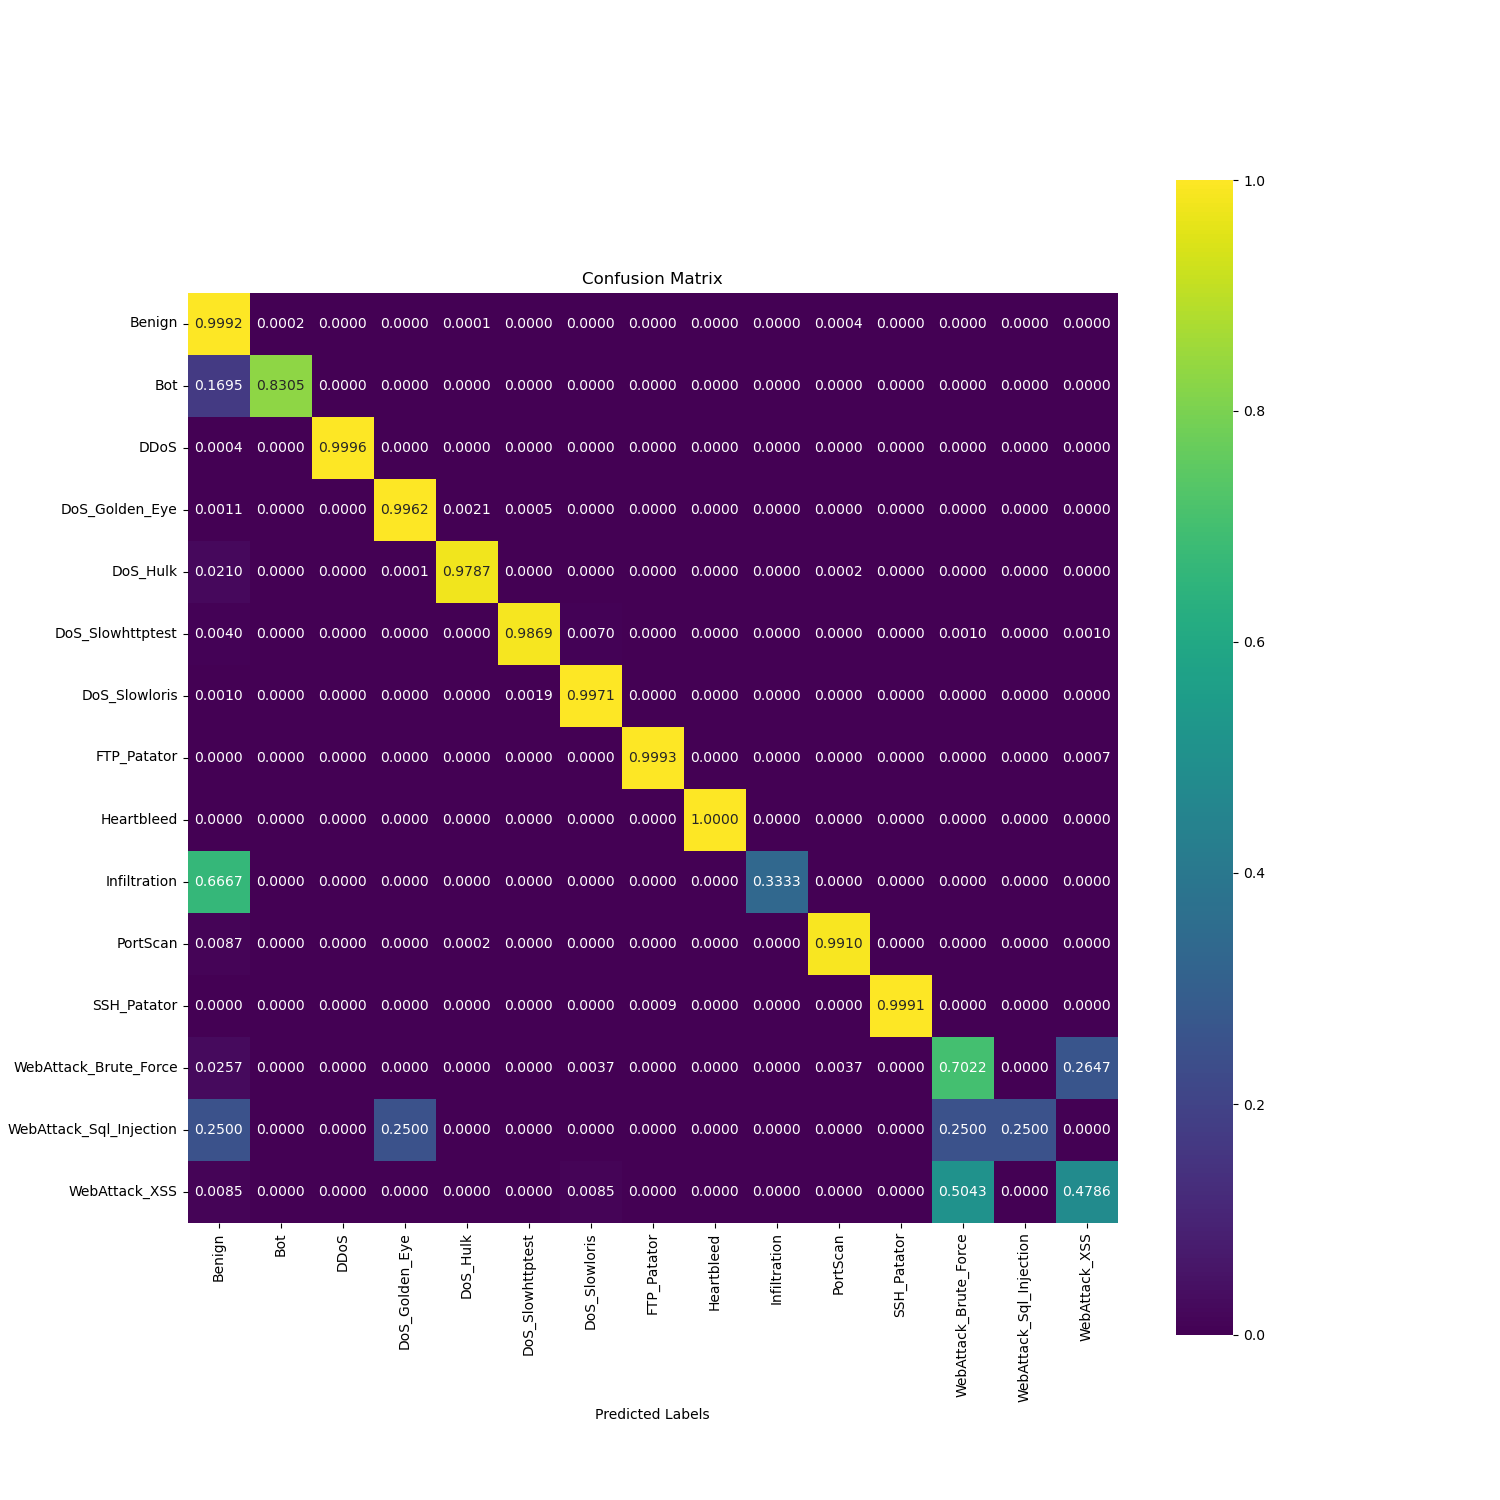 Confusion Matrix
Benign 0.9992 0.0002 0.0000 0.0000 0.0001 0.0000 0.0000 0.0000 0.0000 0.0000 0.0004 0.0000 0.0000 0.0000 0.0000
Bot 0.1695 0.8305 0.0000 0.0000 0.0000 0.0000 0.0000 0.0000 0.0000 0.0000 0.0000 0.0000 0.0000 0.0000 0.0000
DDoS 0.0004 0.0000 0.9996 0.0000 0.0000 0.0000 0.0000 0.0000 0.0000 0.0000 0.0000 0.0000 0.0000 0.0000 0.0000
DoS_Golden_Eye 0.0011 0.0000 0.0000 0.9962 0.0021 0.0005 0.0000 0.0000 0.0000 0.0000 0.0000 0.0000 0.0000 0.0000 0.0000
DoS_Hulk 0.0210 0.0000 0.0000 0.0001 0.9787 0.0000 0.0000 0.0000 0.0000 0.0000 0.0002 0.0000 0.0000 0.0000 0.0000
DoS_Slowhttptest 0.0040 0.0000 0.0000 0.0000 0.0000 0.9869 0.0070 0.0000 0.0000 0.0000 0.0000 0.0000 0.0010 0.0000 0.0010
DoS_Slowloris 0.0010 0.0000 0.0000 0.0000 0.0000 0.0019 0.9971 0.0000 0.0000 0.0000 0.0000 0.0000 0.0000 0.0000 0.0000
FTP_Patator 0.0000 0.0000 0.0000 0.0000 0.0000 0.0000 0.0000 0.9993 0.0000 0.0000 0.0000 0.0000 0.0000 0.0000 0.0007
Heartbleed 0.0000 0.0000 0.0000 0.0000 0.0000 0.0000 0.0000 0.0000 1.0000 0.0000 0.0000 0.0000 0.0000 0.0000 0.0000
Infiltration 0.6667 0.0000 0.0000 0.0000 0.0000 0.0000 0.0000 0.0000 0.0000 0.3333 0.0000 0.0000 0.0000 0.0000 0.0000
PortScan 0.0087 0.0000 0.0000 0.0000 0.0002 0.0000 0.0000 0.0000 0.0000 0.0000 0.9910 0.0000 0.0000 0.0000 0.0000
SSH_Patator 0.0000 0.0000 0.0000 0.0000 0.0000 0.0000 0.0000 0.0009 0.0000 0.0000 0.0000 0.9991 0.0000 0.0000 0.0000
WebAttack_Brute_Force 0.0257 0.0000 0.0000 0.0000 0.0000 0.0000 0.0037 0.0000 0.0000 0.0000 0.0037 0.0000 0.7022 0.0000 0.2647
WebAttack_Sql_Injection 0.2500 0.0000 0.0000 0.2500 0.0000 0.0000 0.0000 0.0000 0.0000 0.0000 0.0000 0.0000 0.2500 0.2500 0.0000
WebAttack_XSS 0.0085 0.0000 0.0000 0.0000 0.0000 0.0000 0.0085 0.0000 0.0000 0.0000 0.0000 0.0000 0.5043 0.0000 0.4786
Benign
Bot
DDoS
DoS_Golden_Eye
DoS_Hulk
DoS_Slowhttptest
DoS_Slowloris
FTP_Patator
Heartbleed
Infiltration
PortScan
SSH_Patator
WebAttack_Brute_Force
WebAttack_Sql_Injection
WebAttack_XSS
Predicted Labels
1.0
0.8
0.6
0.4
0.2
0.0